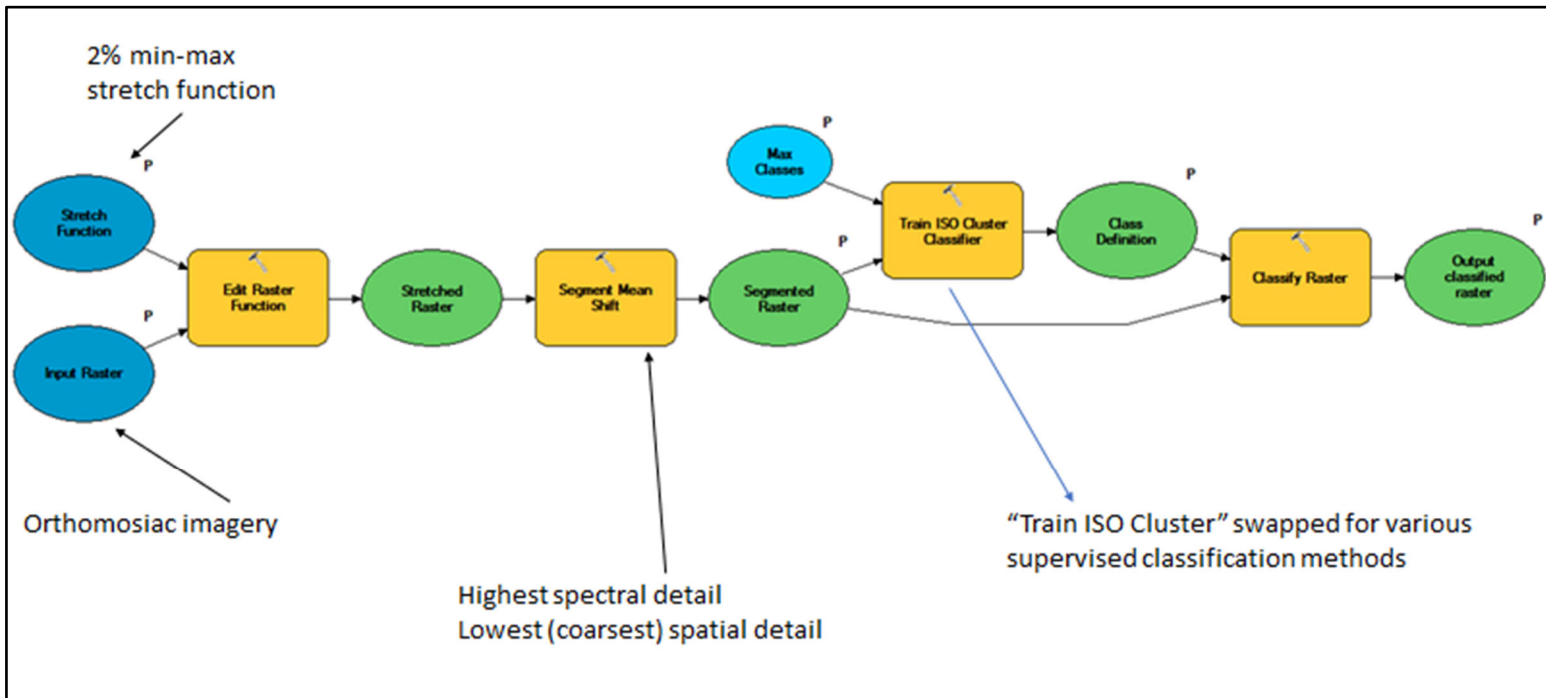 2% min-max
stretch function
P
Stretch
Function
P
Input Raster
Edit Raster
Function
Stretched
Raster
Segment Mean
Shift
P
Segmented
Raster
P
Max
Classes
Train ISO Cluster
Classifier
P
Class
Definition
Classify Raster
P
Output
classified
raster
Orthomosiac imagery
Highest spectral detail
Lowest (coarsest) spatial detail
“Train ISO Cluster” swapped for various
supervised classification methods